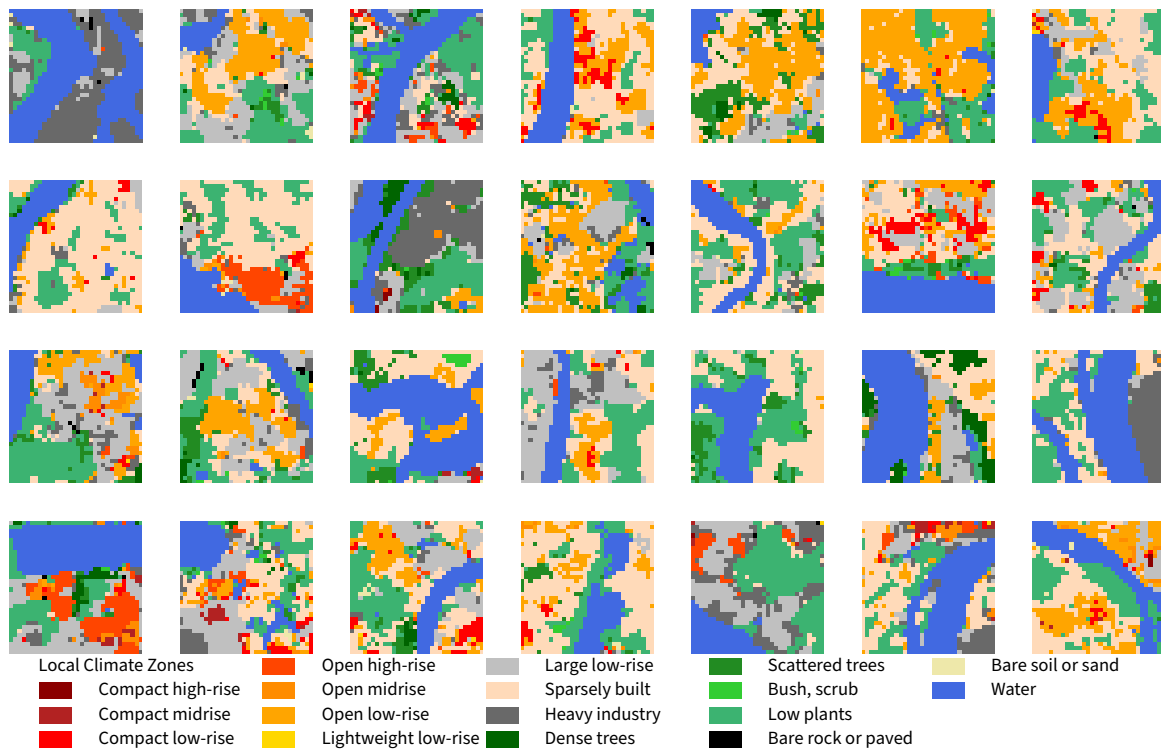 Local Climate Zones
Compact high-rise
Compact midrise
Compact low-rise
Open high-rise
Open midrise
Open low-rise
Lightweight low-rise
Large low-rise
Sparsely built
Heavy industry
Dense trees
Scattered trees
Bush, scrub
Low plants
Bare rock or paved
Bare soil or sand
Water